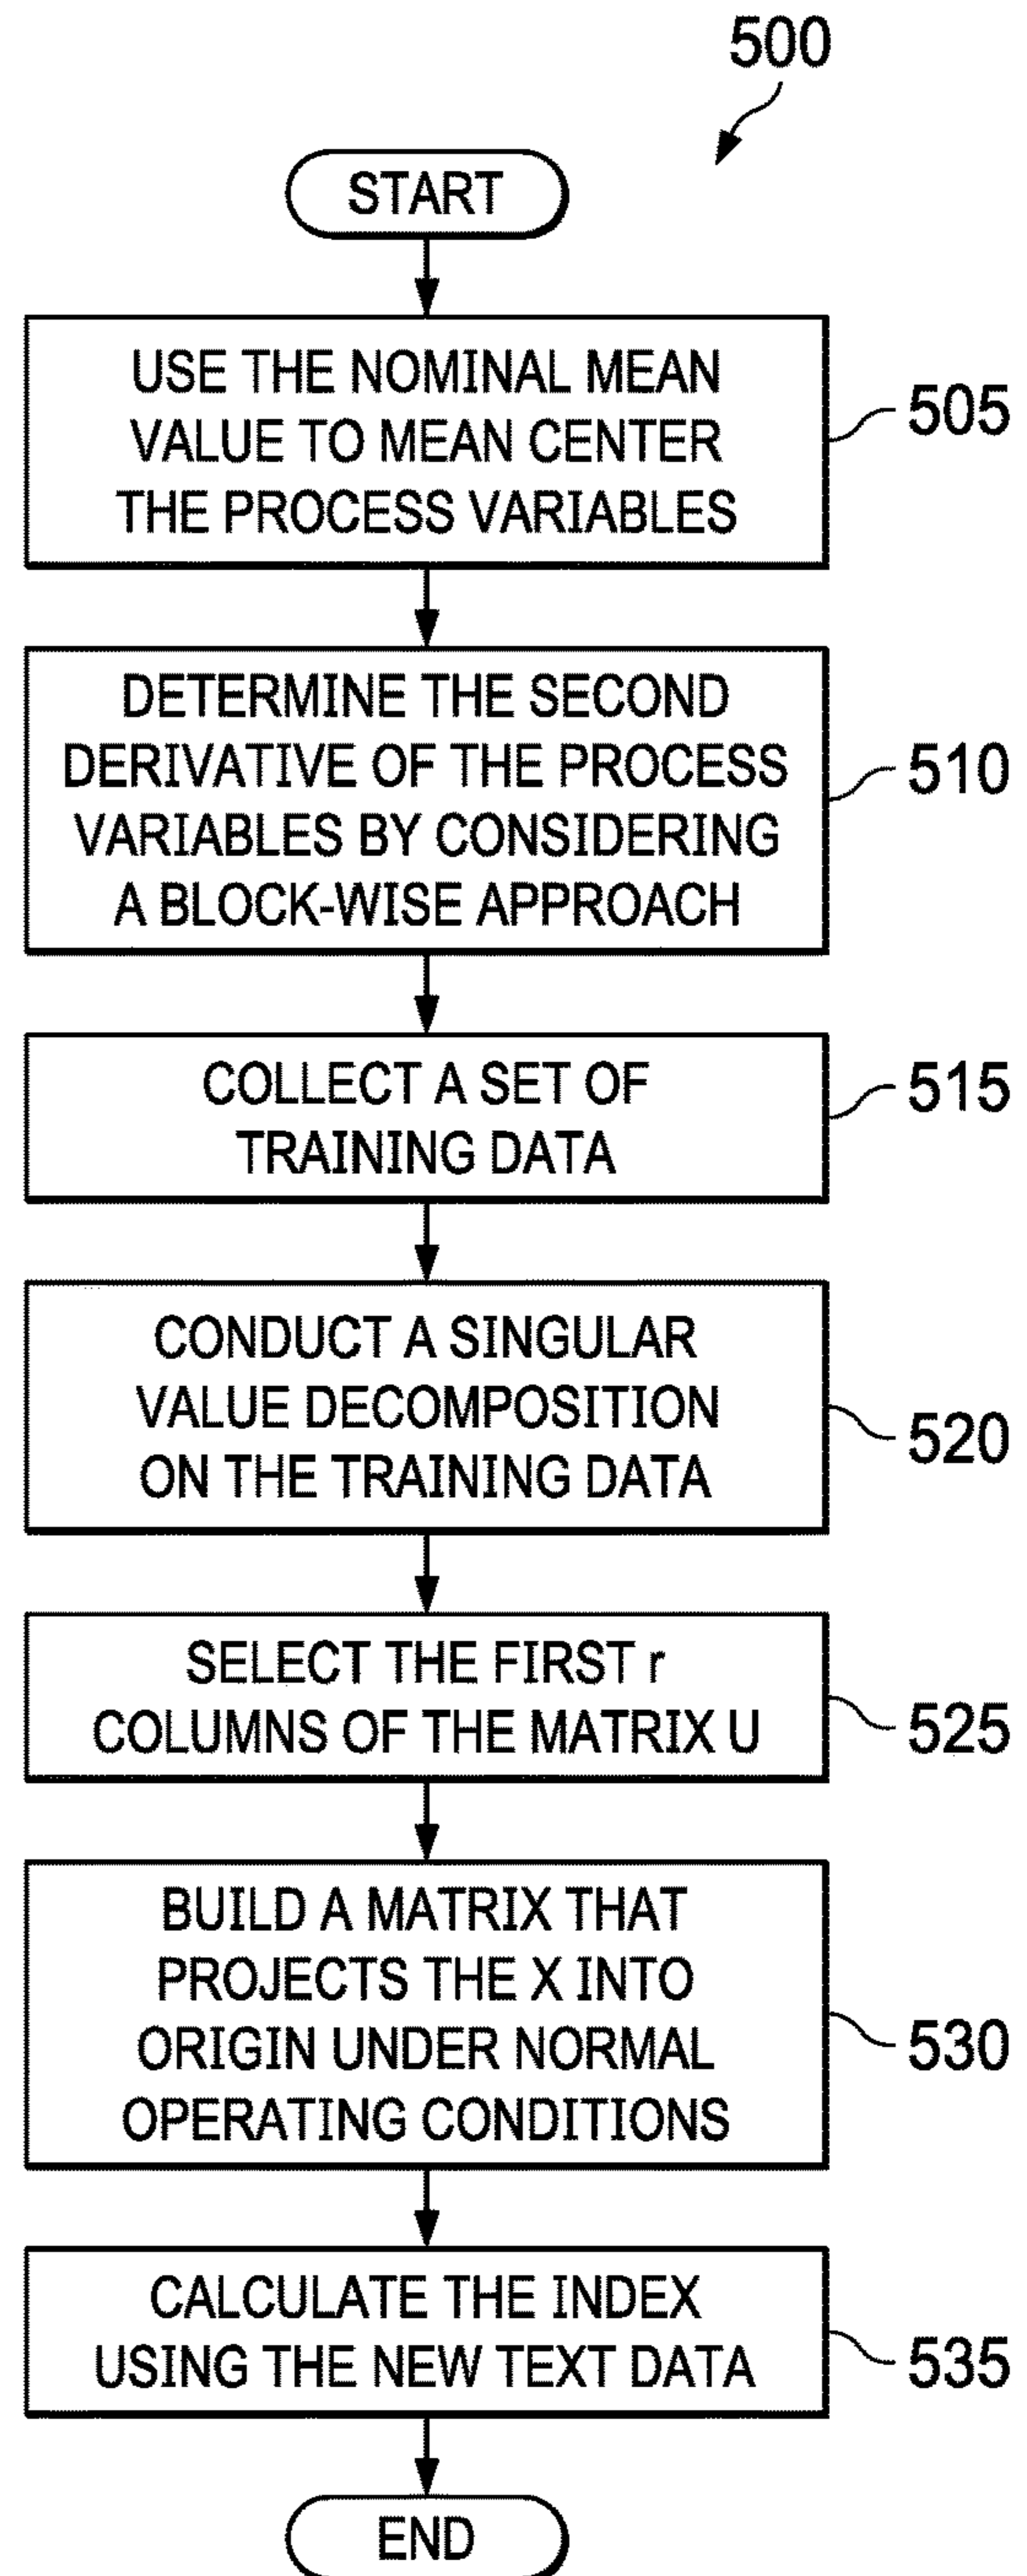 500
START
USE THE NOMINAL MEAN
VALUE TO MEAN CENTER
THE PROCESS VARIABLES
505
DETERMINE THE SECOND
DERIVATIVE OF THE PROCESS
VARIABLES BY CONSIDERING
A BLOCK-WISE APPROACH
510
COLLECT A SET OF
TRAINING DATA
515
CONDUCT A SINGULAR
VALUE DECOMPOSITION
ON THE TRAINING DATA
520
SELECT THE FIRST r
COLUMNS OF THE MATRIX U
525
BUILD A MATRIX THAT
PROJECTS THE X INTO
ORIGIN UNDER NORMAL
OPERATING CONDITIONS
530
CALCULATE THE INDEX
USING THE NEW TEXT DATA
535
END